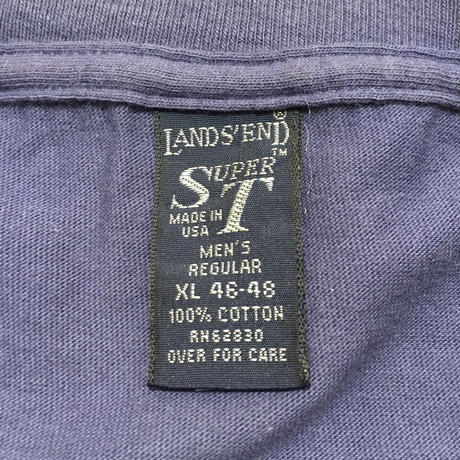 LANDS' END®
SUPER T™
MADE IN
USA
MEN'S
REGULAR
XL 46-48
100% COTTON
RN62830
OVER FOR CARE